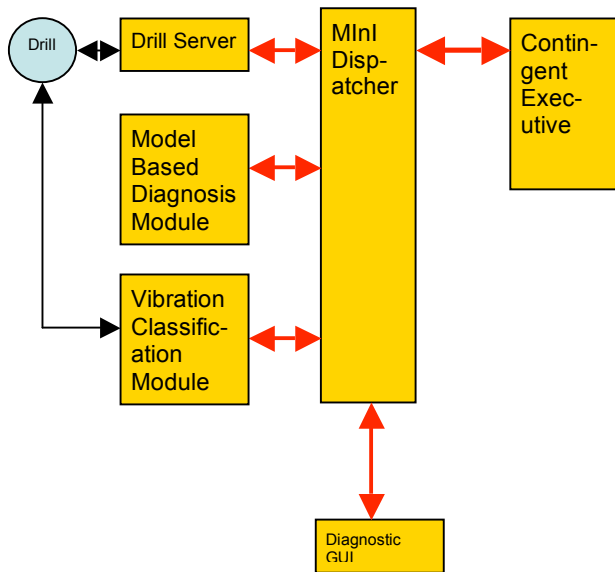 Drill
Drill Server
MInI
Disp-
atcher
Contin-
gent
Exec-
utive
Model
Based
Diagnosis
Module
Vibration
Classific-
ation
Module
Diagnostic
GUI